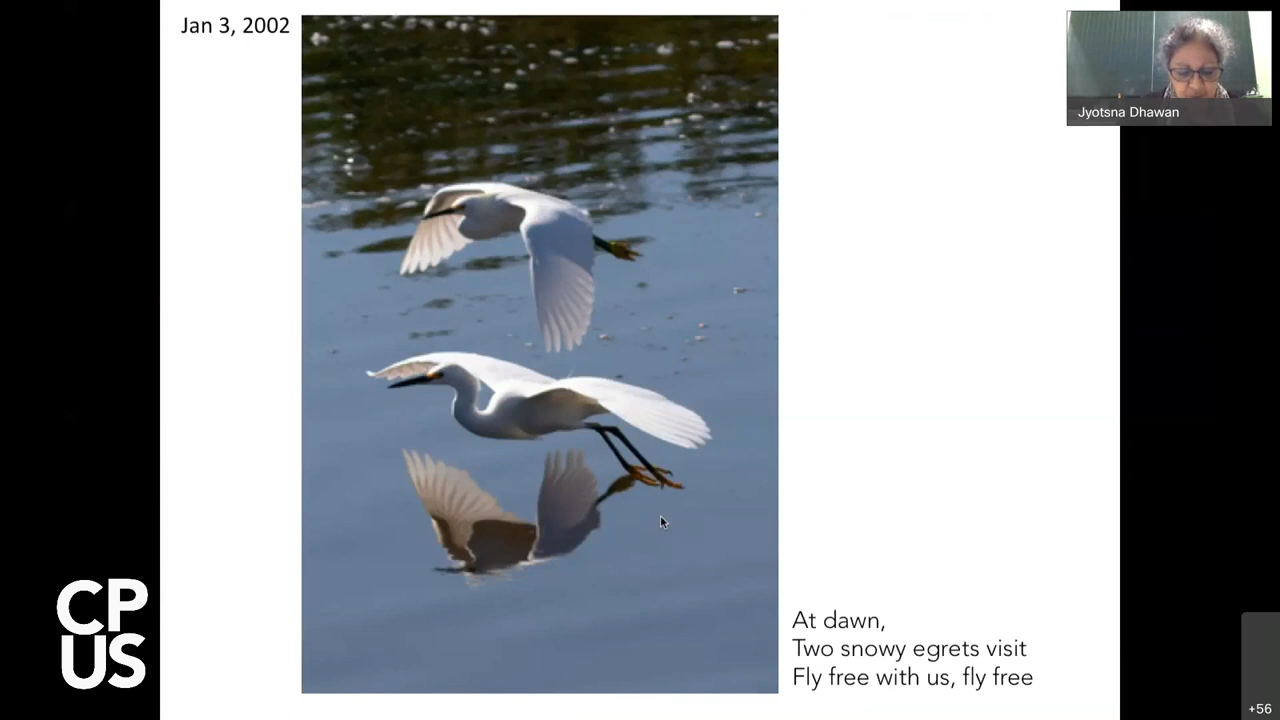 Jan 3, 2002
Jyotsna Dhawan
At dawn,
Two snowy egrets visit
Fly free with us, fly free
CP
US
+56